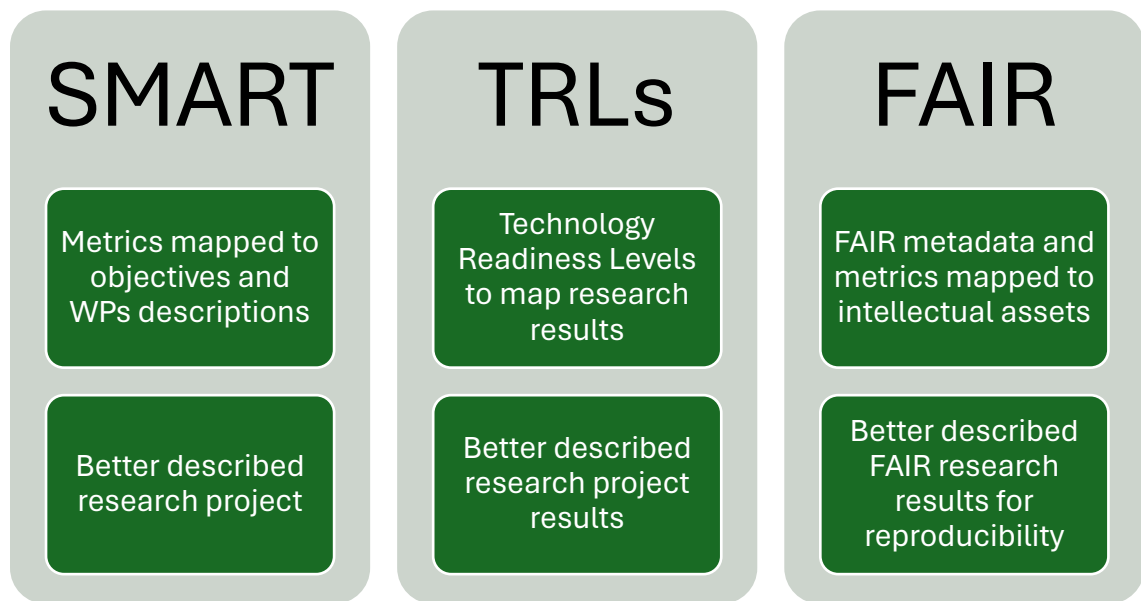 SMART
Metrics mapped to
objectives and
WPs descriptions
Better described
research project
TRLs
Technology
Readiness Levels
to map research
results
Better described
research project
results
FAIR
FAIR metadata and
metrics mapped to
intellectual assets
Better described
FAIR research
results for
reproducibility